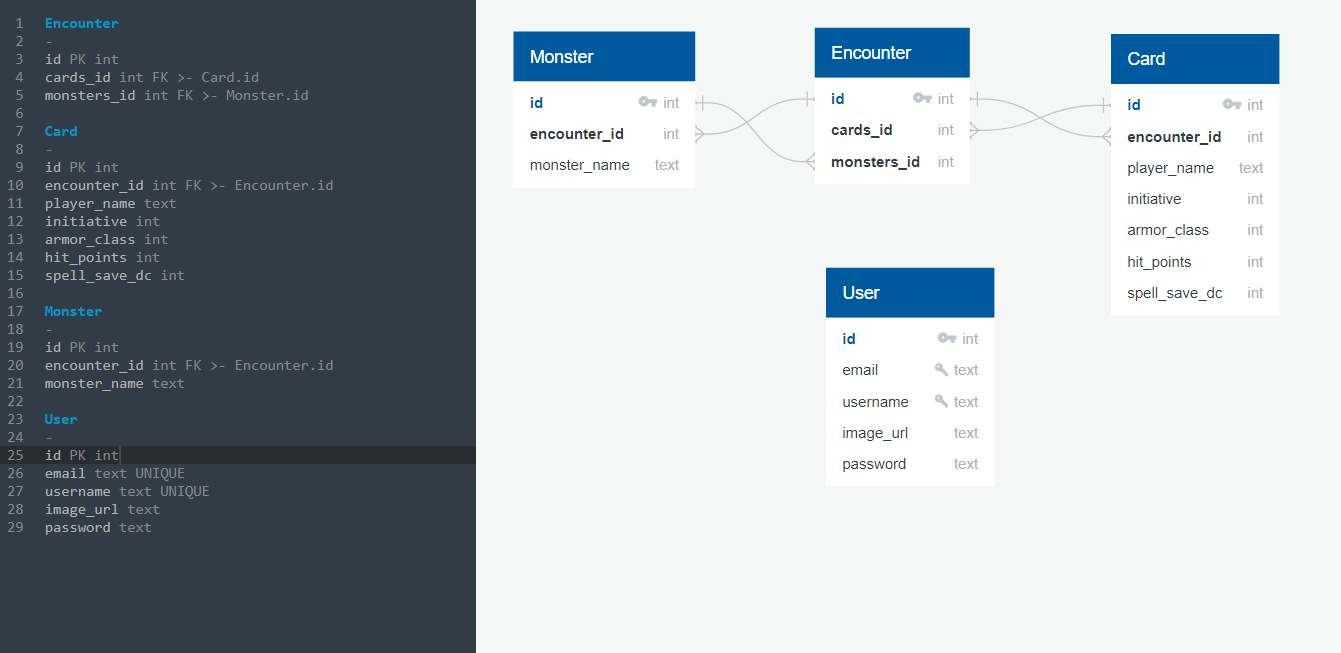 1 Encounter
2 -
3 id PK int
4 cards_id int FK >- Card.id
5 monsters_id int FK >- Monster.id
6
7 Card
8 -
9 id PK int
10 encounter_id int FK >- Encounter.id
11 player_name text
12 initiative int
13 armor_class int
14 hit_points int
15 spell_save_dc int
16
17 Monster
18 -
19 id PK int
20 encounter_id int FK >- Encounter.id
21 monster_name text
22
23 User
24 -
25 id PK int
26 email text UNIQUE
27 username text UNIQUE
28 image_url text
29 password text
Monster
id int
encounter_id int
monster_name text
Encounter
id int
cards_id int
monsters_id int
Card
id int
encounter_id int
player_name text
initiative int
armor_class int
hit_points int
spell_save_dc int
User
id int
email text
username text
image_url text
password text